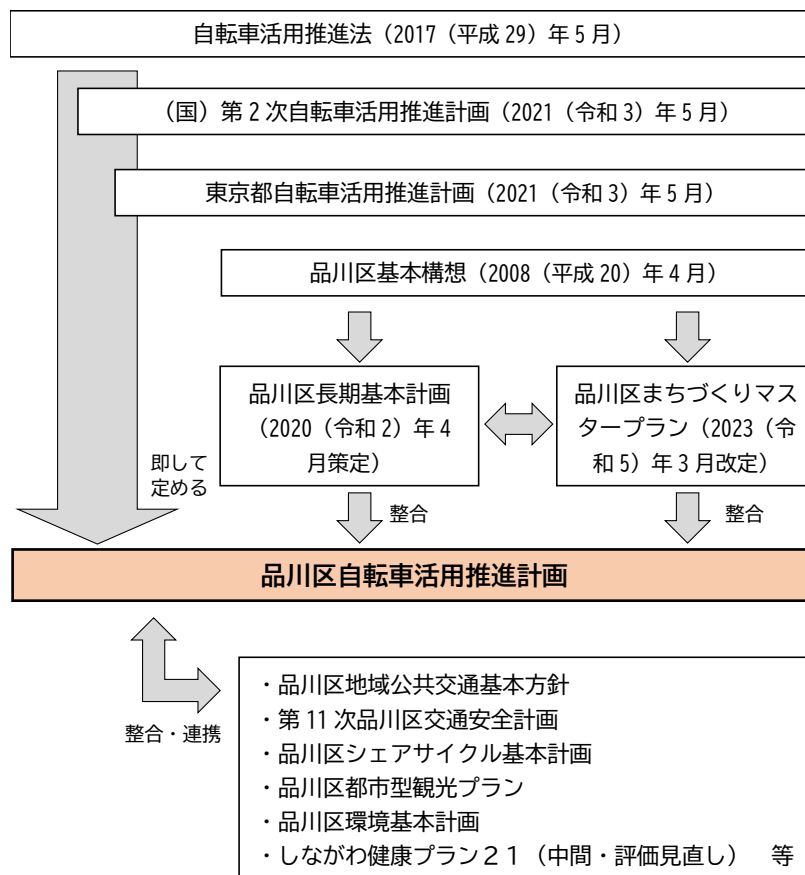 自転車活用推進法（2017（平成 29）年 5 月）
（国）第 2 次自転車活用推進計画（2021（令和 3）年 5 月）
東京都自転車活用推進計画（2021（令和 3）年 5 月）
品川区基本構想（2008（平成 20）年 4 月）
品川区長期基本計画
（2020（令和 2）年 4
月策定）
品川区まちづくりマス
タープラン（2023（令
和 5）年 3 月改定）
即して
定める
整合
整合
品川区自転車活用推進計画
整合・連携
・品川区地域公共交通基本方針
・第 11 次品川区交通安全計画
・品川区シェアサイクル基本計画
・品川区都市型観光プラン
・品川区環境基本計画
・しながわ健康プラン２１（中間・評価見直し）　等